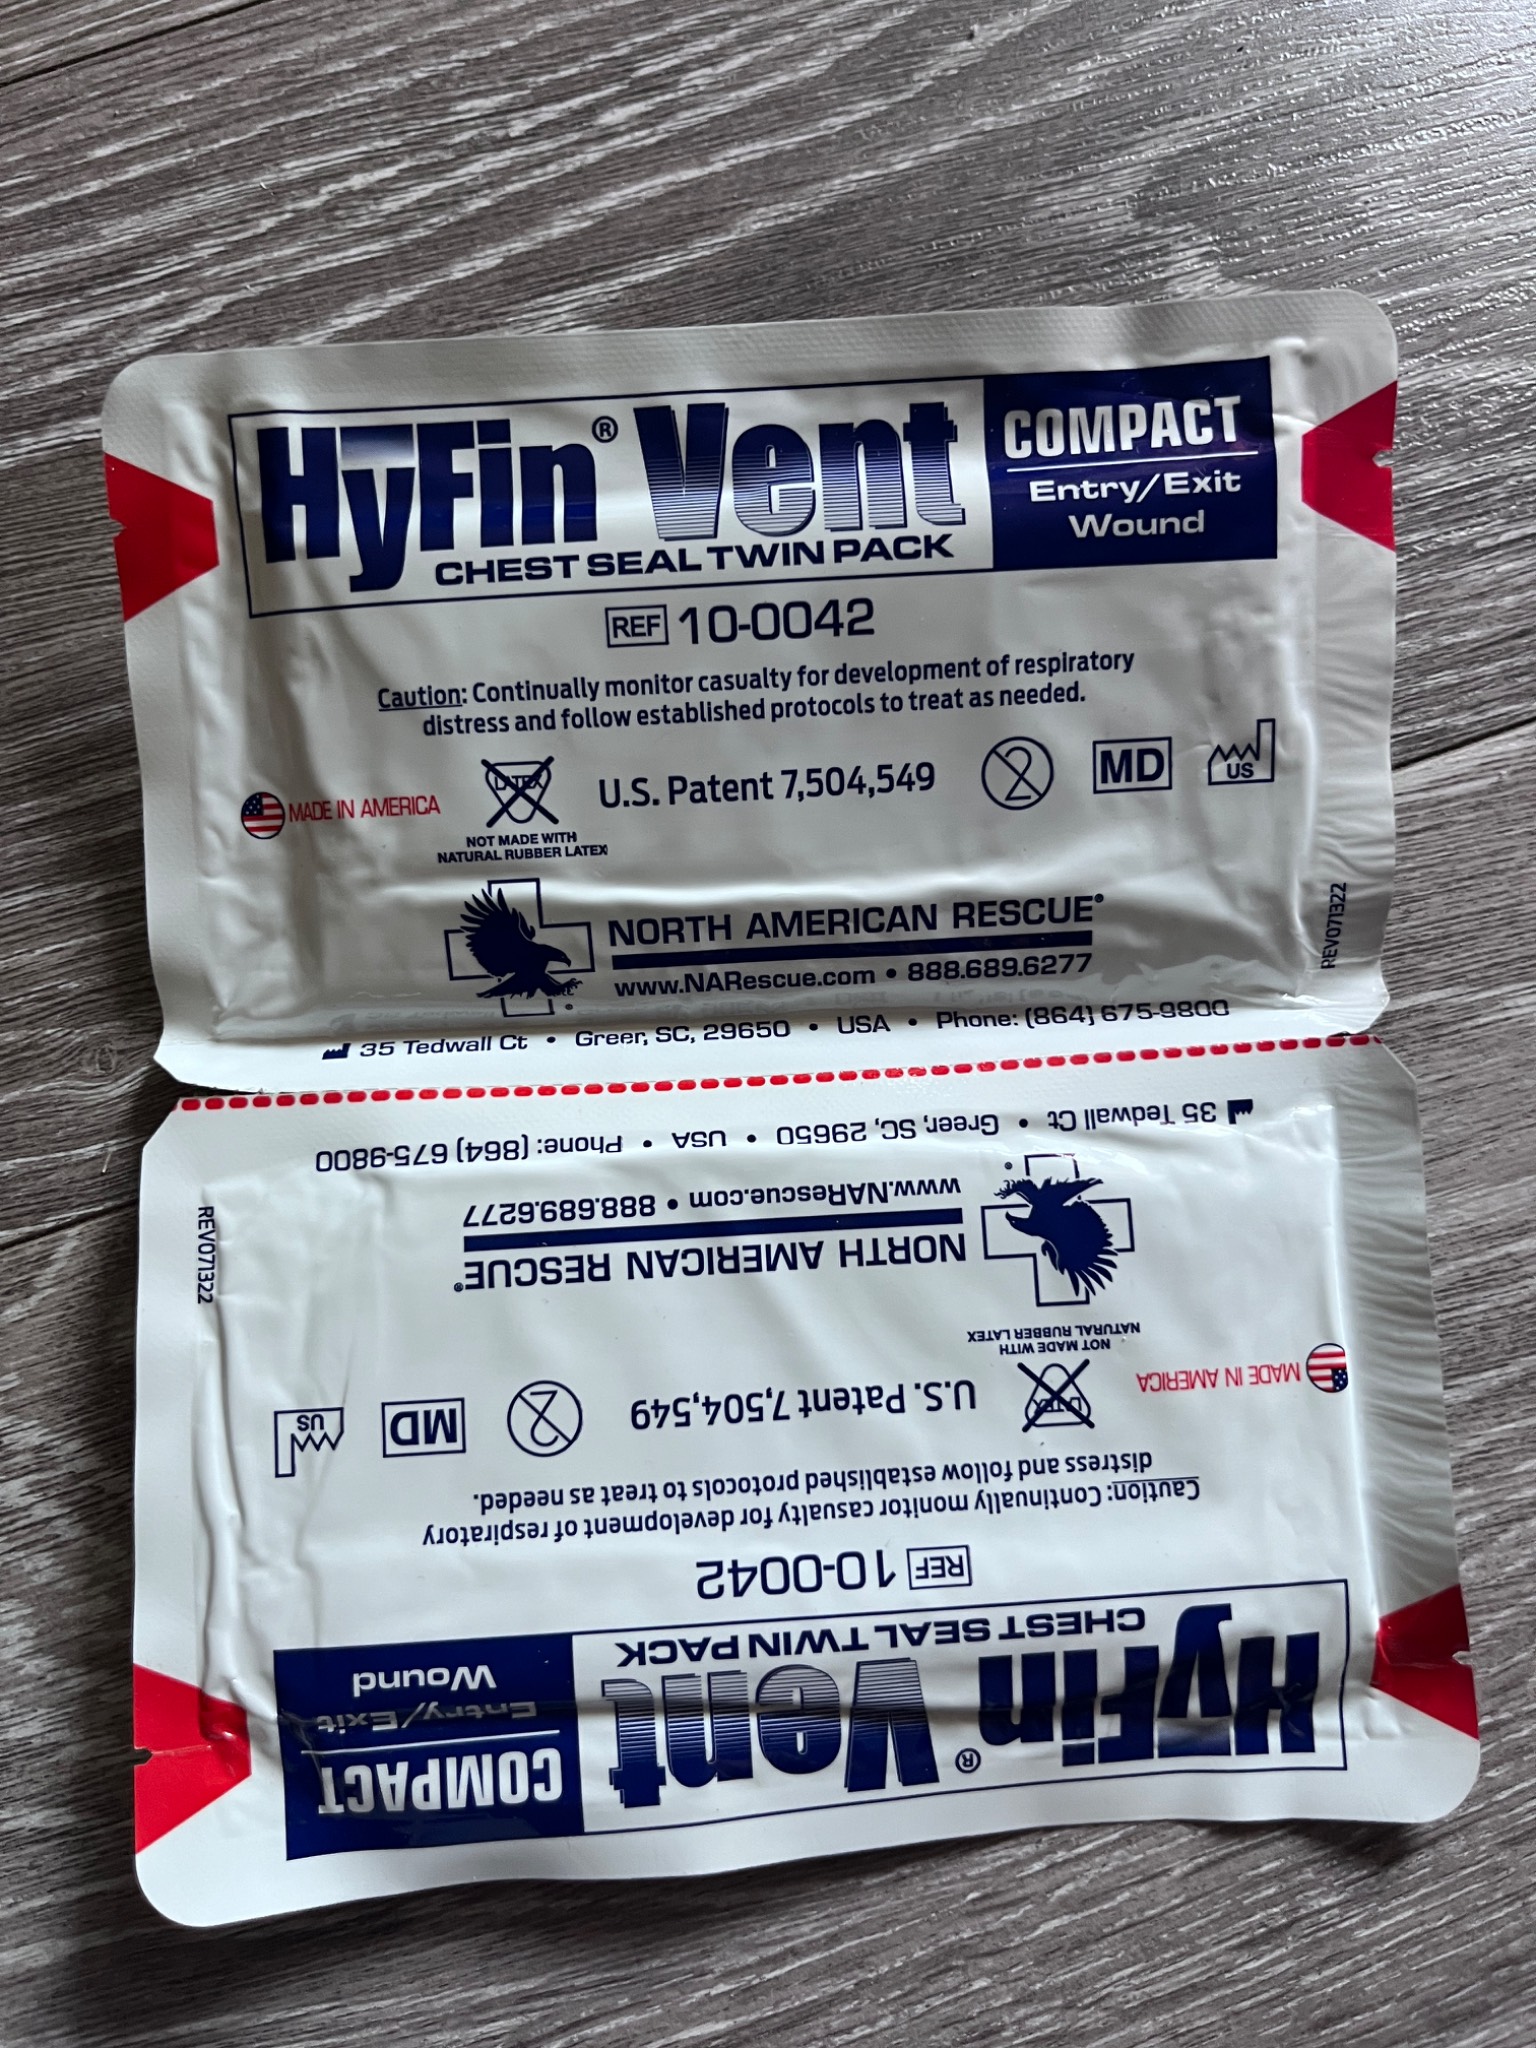 HyFin® Vent
CHEST SEAL TWIN PACK
COMPACT
Entry/Exit
Wound
REF 10-0042
Caution: Continually monitor casualty for development of respiratory
distress and follow established protocols to treat as needed.
MADE IN AMERICA
LATEX
NOT MADE WITH
NATURAL RUBBER LATEX
U.S. Patent 7,504,549
2
MD
US
NORTH AMERICAN RESCUE®
www.NARescue.com • 888.689.6277
REV071322
35 Tedwall Ct • Greer, SC, 29650 • USA • Phone: (864) 675-9800
35 Tedwall Ct • Greer, SC, 29650 • USA • Phone: (864) 675-9800
www.NARescue.com • 888.689.6277
NORTH AMERICAN RESCUE®
REV071322
NOT MADE WITH
NATURAL RUBBER LATEX
LATEX
MADE IN AMERICA
U.S. Patent 7,504,549
2
MD
US
Caution: Continually monitor casualty for development of respiratory
distress and follow established protocols to treat as needed.
REF 10-0042
HyFin® Vent
CHEST SEAL TWIN PACK
COMPACT
Entry/Exit
Wound